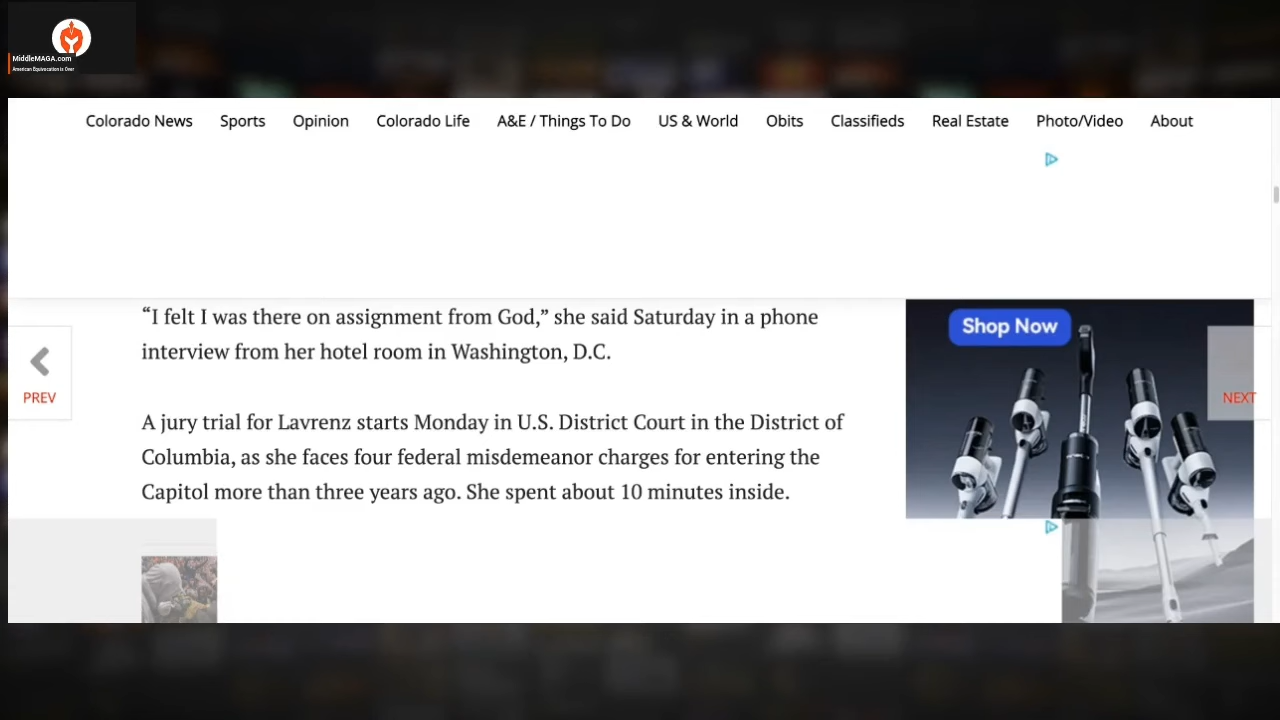 MiddleMAGA.com
American Equivocation is Over
Colorado News Sports Opinion Colorado Life A&E / Things To Do US & World Obits Classifieds Real Estate Photo/Video About
“I felt I was there on assignment from God,” she said Saturday in a phone
interview from her hotel room in Washington, D.C.
Shop Now
PREV
NEXT
A jury trial for Lavrenz starts Monday in U.S. District Court in the District of
Columbia, as she faces four federal misdemeanor charges for entering the
Capitol more than three years ago. She spent about 10 minutes inside.